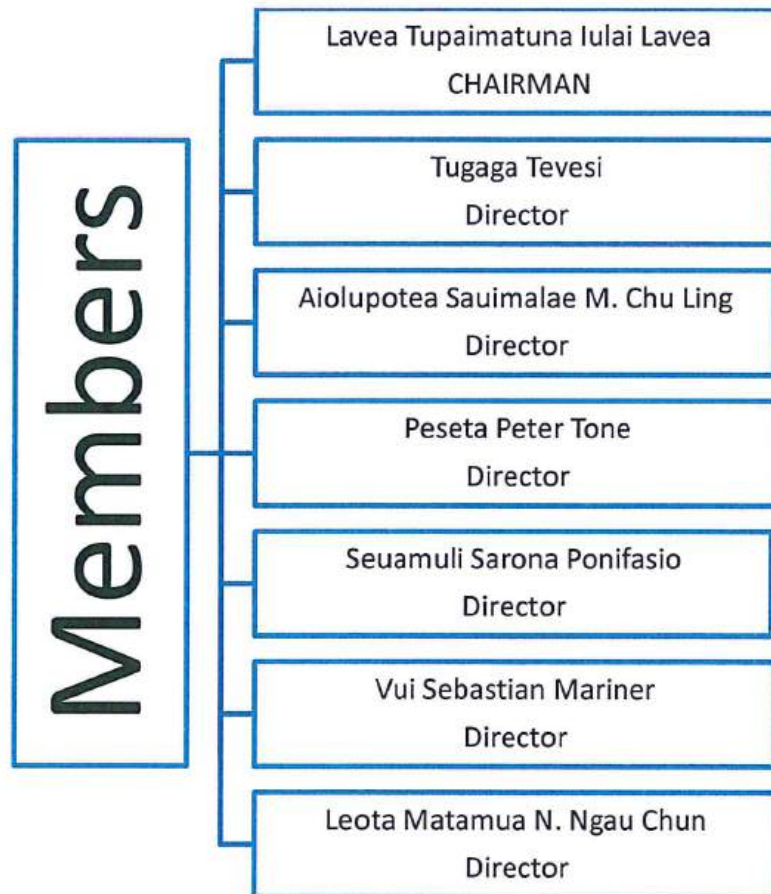 Members
Lavea Tupaimatuna Iulai Lavea
CHAIRMAN
Tugaga Tevesi
Director
Aiolupotea Sauimalae M. Chu Ling
Director
Peseta Peter Tone
Director
Seuamuli Sarona Ponifasio
Director
Vui Sebastian Mariner
Director
Leota Matamua N. Ngau Chun
Director